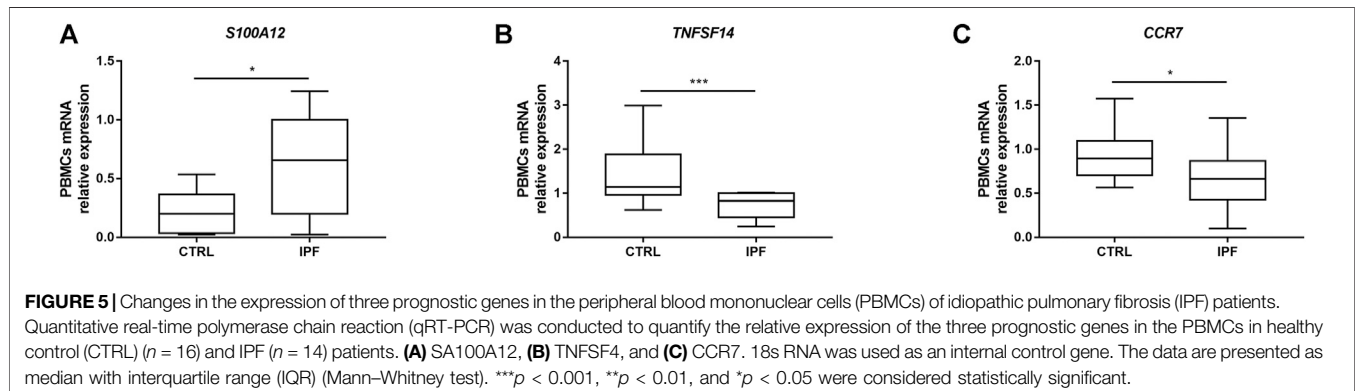 A
S100A12
PBMCs mRNA
relative expression
1.5
1.0
0.5
0.0
*
CTRL
IPF
B
TNFSF14
PBMCs mRNA
relative expression
4
3
2
1
0
***
CTRL
IPF
C
CCR7
PBMCs mRNA
relative expression
2.0
1.5
1.0
0.5
0.0
*
CTRL
IPF
FIGURE 5 | Changes in the expression of three prognostic genes in the peripheral blood mononuclear cells (PBMCs) of idiopathic pulmonary fibrosis (IPF) patients.
Quantitative real-time polymerase chain reaction (qRT-PCR) was conducted to quantify the relative expression of the three prognostic genes in the PBMCs in healthy
control (CTRL) (n = 16) and IPF (n = 14) patients. (A) SA100A12, (B) TNFSF4, and (C) CCR7. 18s RNA was used as an internal control gene. The data are presented as
median with interquartile range (IQR) (Mann–Whitney test). ***p < 0.001, **p < 0.01, and *p < 0.05 were considered statistically significant.